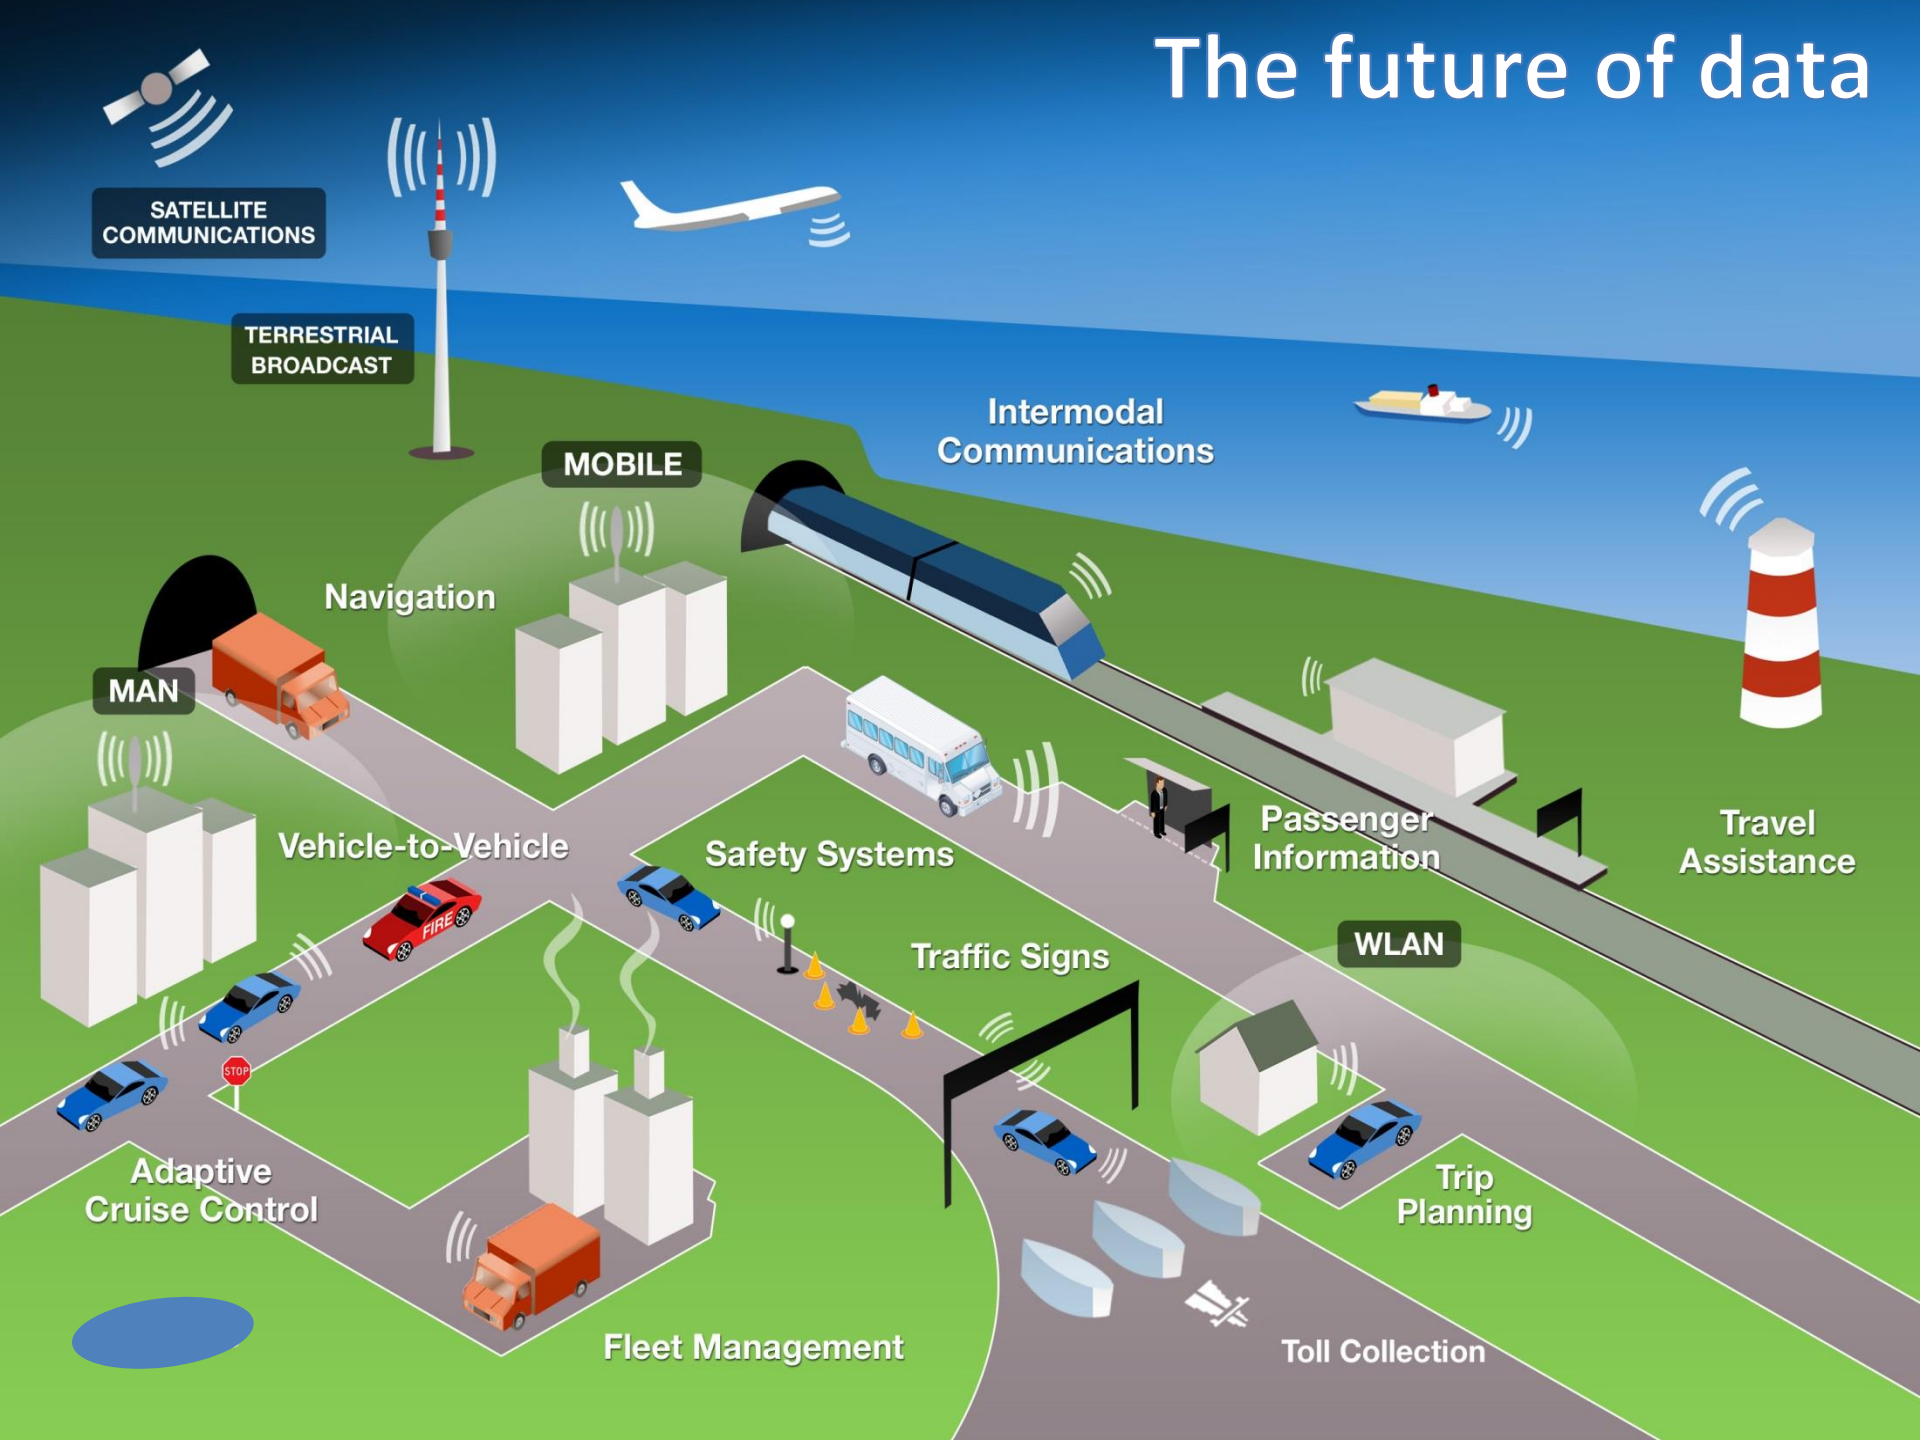 The future of data
SATELLITE
COMMUNICATIONS
TERRESTRIAL
BROADCAST
Intermodal
Communications
MOBILE
Navigation
MAN
Vehicle-to-Vehicle
Safety Systems
Passenger
Information
Travel
Assistance
FIRE
Traffic Signs
WLAN
STOP
Adaptive
Cruise Control
Trip
Planning
Fleet Management
Toll Collection